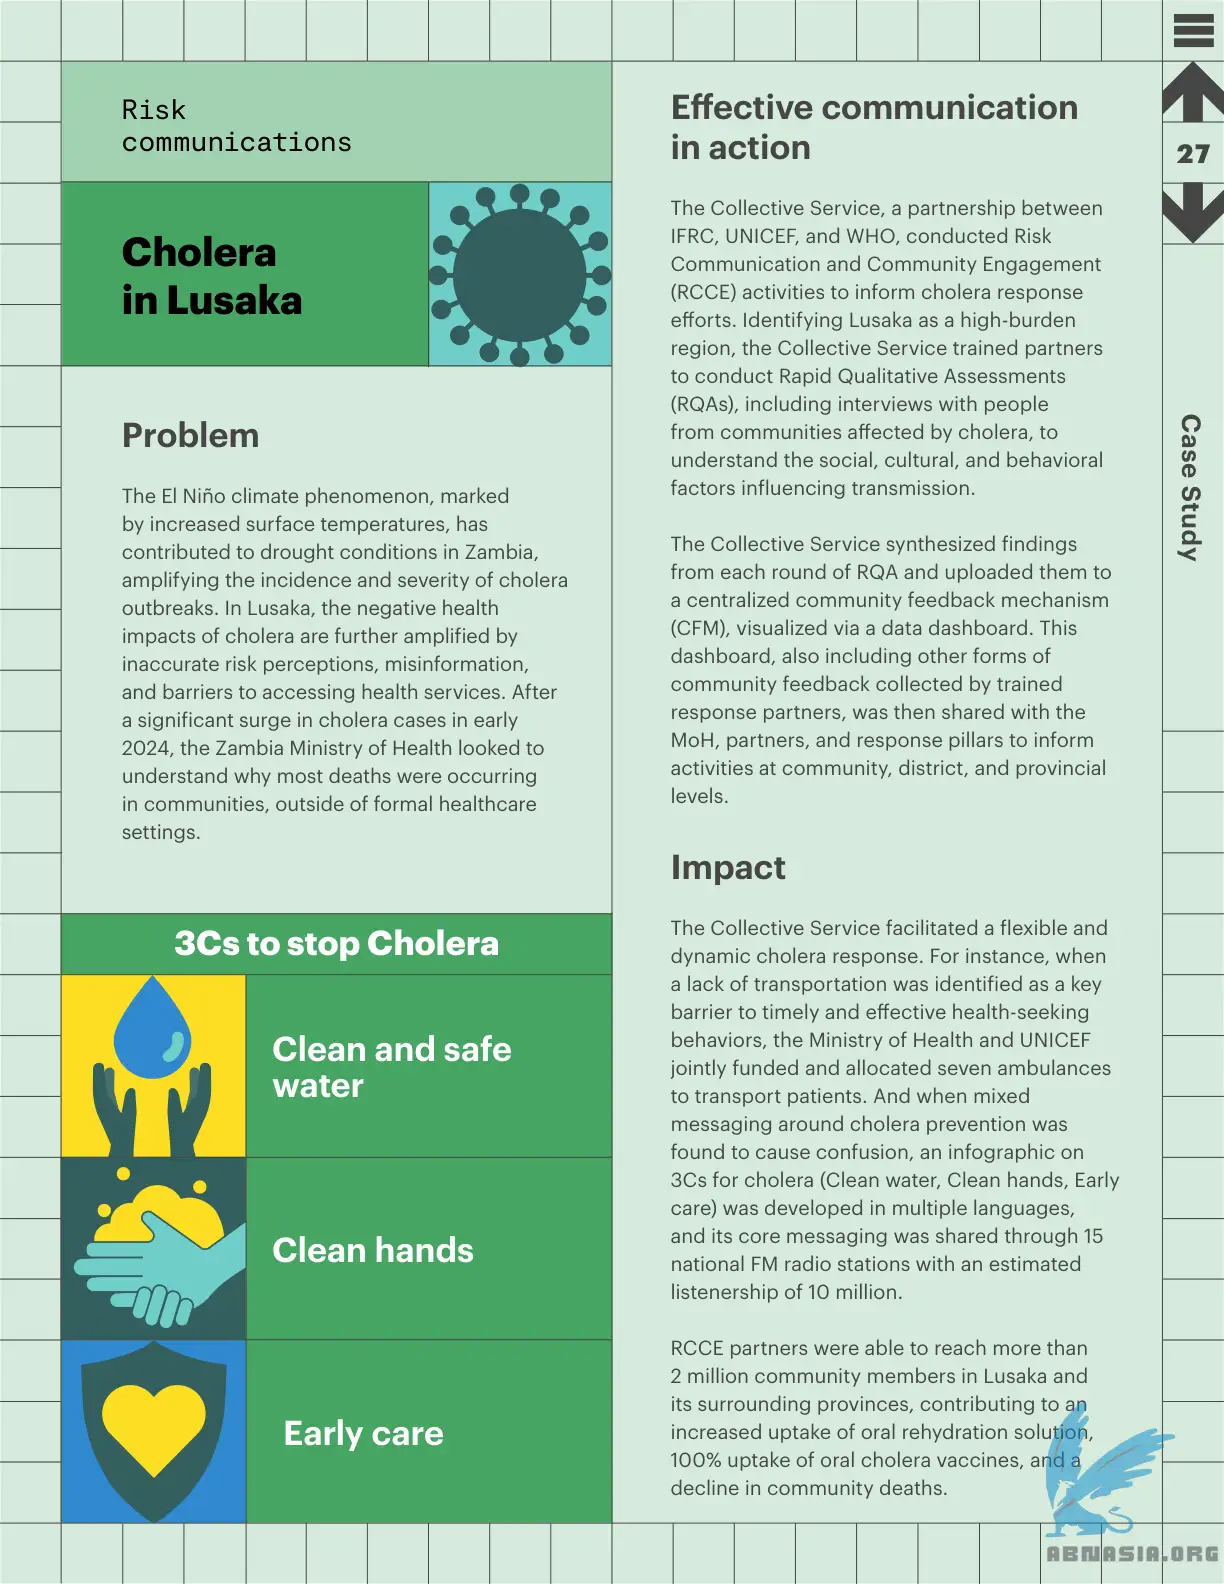 Risk
communications
Cholera
in Lusaka
Problem
The El Niño climate phenomenon, marked
by increased surface temperatures, has
contributed to drought conditions in Zambia,
amplifying the incidence and severity of cholera
outbreaks. In Lusaka, the negative health
impacts of cholera are further amplified by
inaccurate risk perceptions, misinformation,
and barriers to accessing health services. After
a significant surge in cholera cases in early
2024, the Zambia Ministry of Health looked to
understand why most deaths were occurring
in communities, outside of formal healthcare
settings.
3Cs to stop Cholera
Clean and safe
water
Clean hands
Early care
Effective communication
in action
The Collective Service, a partnership between
IFRC, UNICEF, and WHO, conducted Risk
Communication and Community Engagement
(RCCE) activities to inform cholera response
efforts. Identifying Lusaka as a high-burden
region, the Collective Service trained partners
to conduct Rapid Qualitative Assessments
(RQAs), including interviews with people
from communities affected by cholera, to
understand the social, cultural, and behavioral
factors influencing transmission.
The Collective Service synthesized findings
from each round of RQA and uploaded them to
a centralized community feedback mechanism
(CFM), visualized via a data dashboard. This
dashboard, also including other forms of
community feedback collected by trained
response partners, was then shared with the
MoH, partners, and response pillars to inform
activities at community, district, and provincial
levels.
Impact
The Collective Service facilitated a flexible and
dynamic cholera response. For instance, when
a lack of transportation was identified as a key
barrier to timely and effective health-seeking
behaviors, the Ministry of Health and UNICEF
jointly funded and allocated seven ambulances
to transport patients. And when mixed
messaging around cholera prevention was
found to cause confusion, an infographic on
3Cs for cholera (Clean water, Clean hands, Early
care) was developed in multiple languages,
and its core messaging was shared through 15
national FM radio stations with an estimated
listenership of 10 million.
RCCE partners were able to reach more than
2 million community members in Lusaka and
its surrounding provinces, contributing to an
increased uptake of oral rehydration solution,
100% uptake of oral cholera vaccines, and a
decline in community deaths.
27
Case Study
ABNASIA.ORG